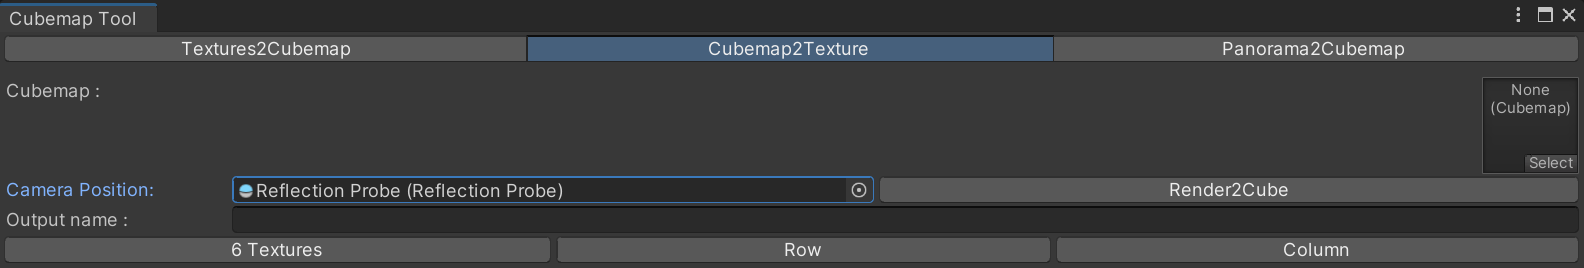 Cubemap Tool
Textures2Cubemap Cubemap2Texture Panorama2Cubemap
Cubemap :
None
(Cubemap)
Select
Camera Position: Reflection Probe (Reflection Probe) Render2Cube
Output name :
6 Textures Row Column